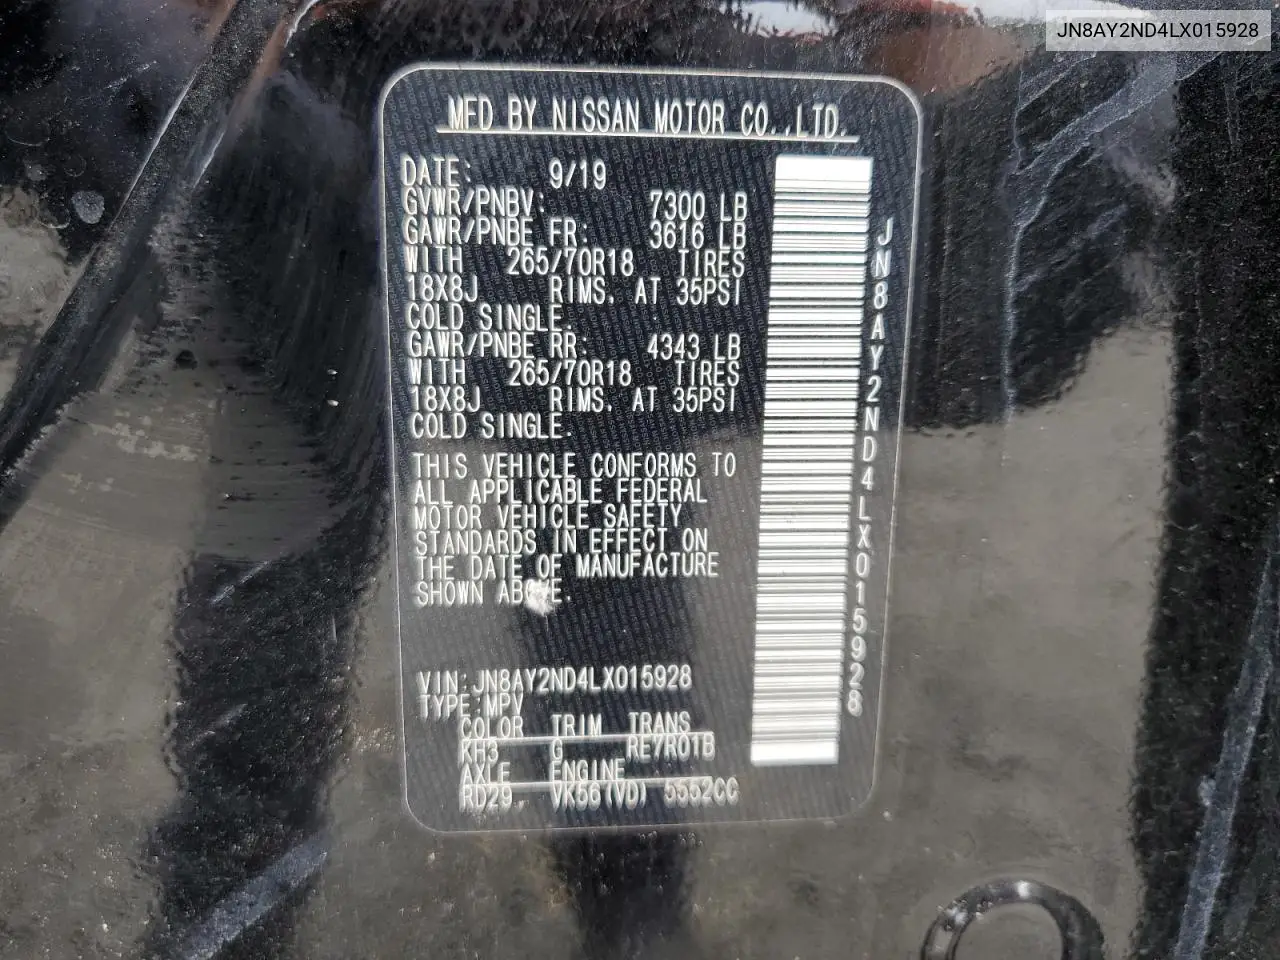 JN8AY2ND4LX015928
MFD BY NISSAN MOTOR CO.,LTD.
DATE: 9/19
GVWR/PNBV: 7300 LB
GAWR/PNBE FR: 3616 LB
WITH 265/70R18 TIRES
18X8J RIMS. AT 35PSI
COLD SINGLE.
GAWR/PNBE RR: 4343 LB
WITH 265/70R18 TIRES
18X8J RIMS. AT 35PSI
COLD SINGLE.
THIS VEHICLE CONFORMS TO
ALL APPLICABLE FEDERAL
MOTOR VEHICLE SAFETY
STANDARDS IN EFFECT ON
THE DATE OF MANUFACTURE
SHOWN ABOVE.
VIN:JN8AY2ND4LX015928
TYPE:MPV
COLOR TRIM TRANS
KH3 G RE7R01B
AXLE ENGINE
RD29 VK56(VD) 5552CC
JN8AY2ND4LX015928